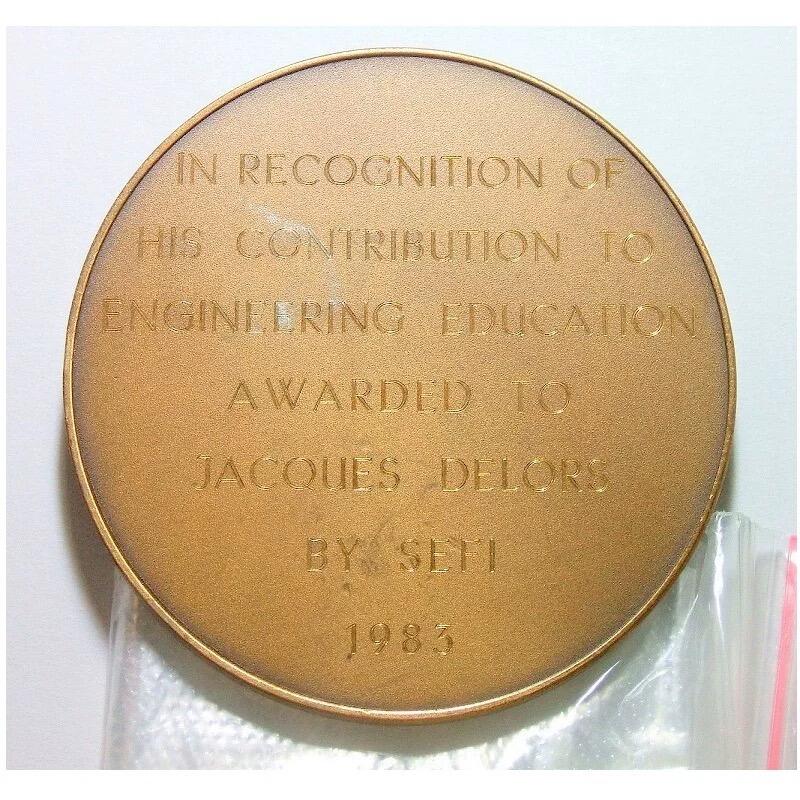 IN RECOGNITION OF
HIS CONTRIBUTION TO
ENGINEERING EDUCATION
AWARDED TO
JACQUES DELORS
BY SEFI
1983